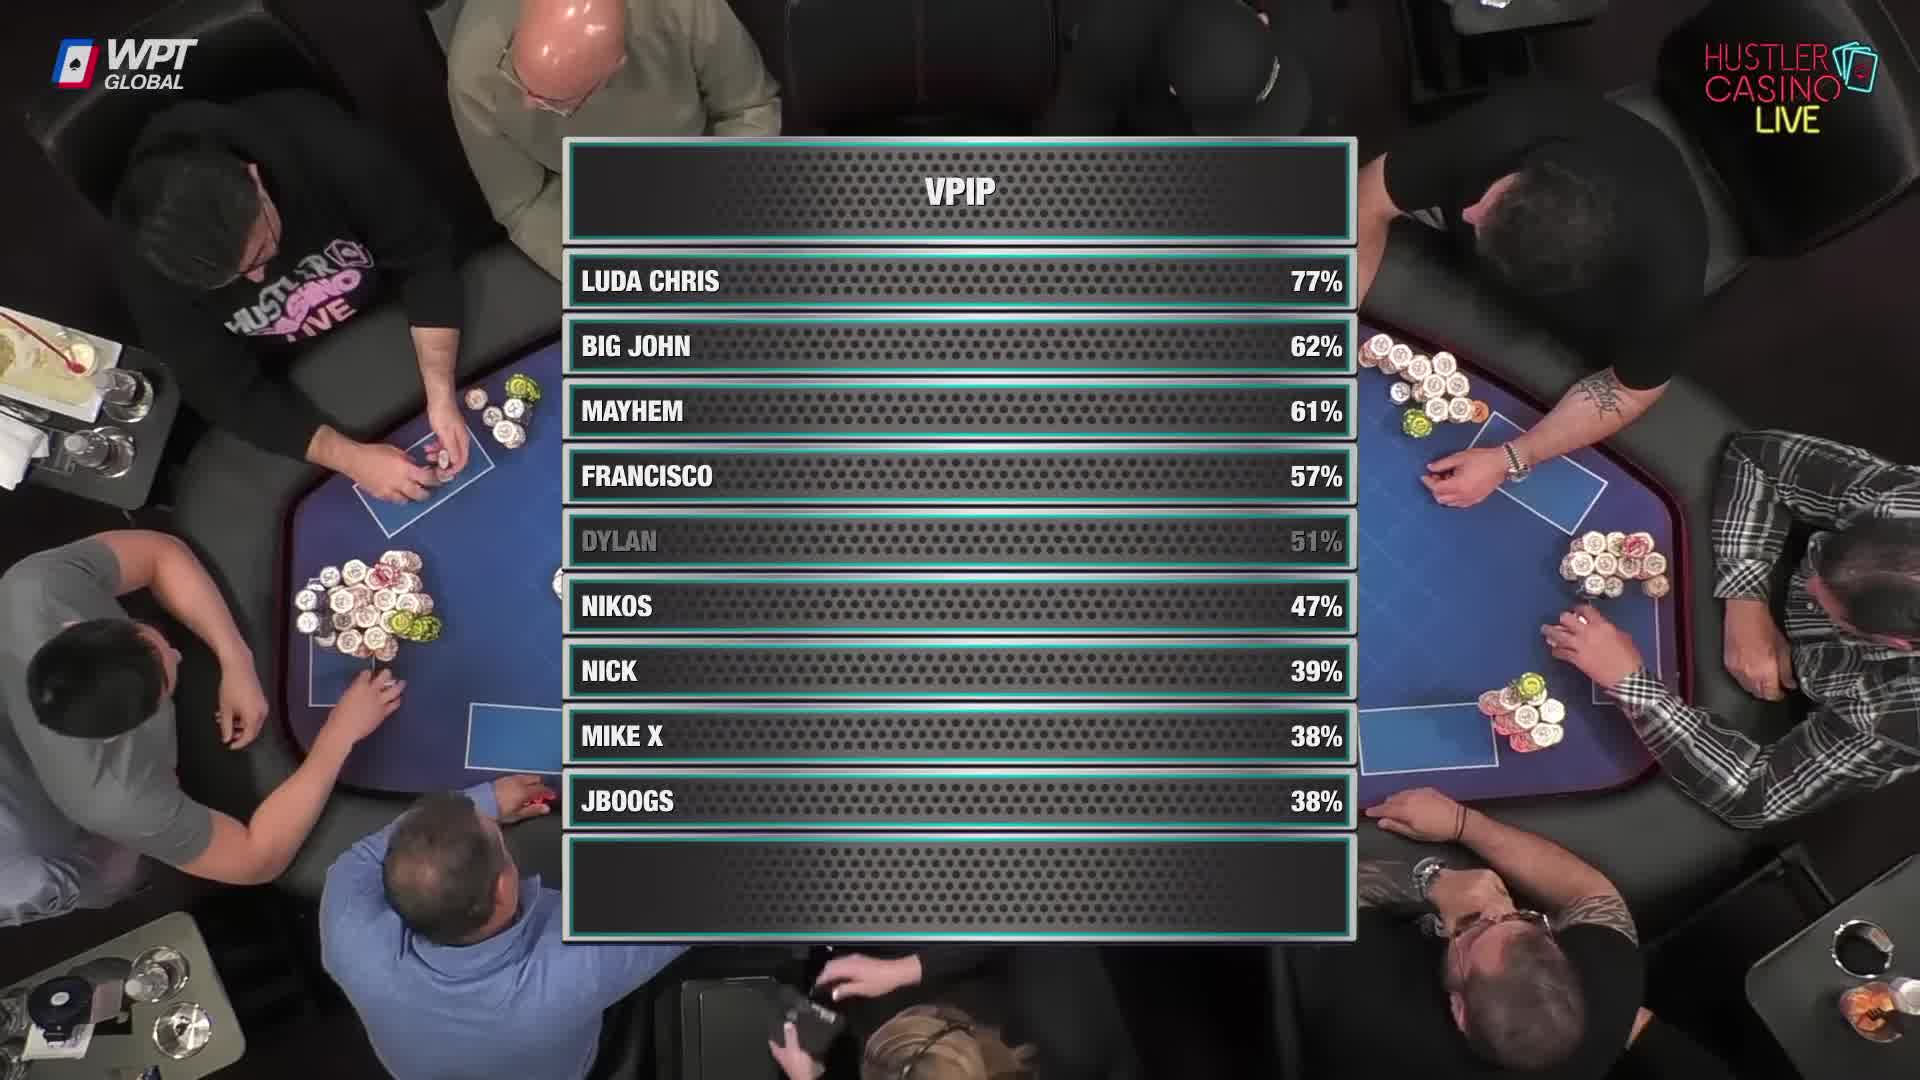 WPT
GLOBAL
HUSTLER
CASINO
LIVE
VPIP
LUDA CHRIS 77%
BIG JOHN 62%
MAYHEM 61%
FRANCISCO 57%
DYLAN 51%
NIKOS 47%
NICK 39%
MIKE X 38%
JBOOGS 38%
HUSTLER
CASINO
LIVE